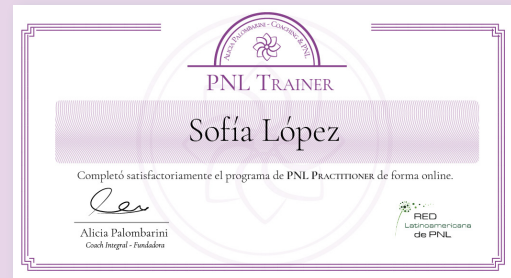 Alicia Palombarini - Coaching & PNL
PNL Trainer
Sofía López
Completó satisfactoriamente el programa de PNL Practitioner de forma online.
Alicia Palombarini
Coach Integral - Fundadora
RED
Latinoamericana
de PNL